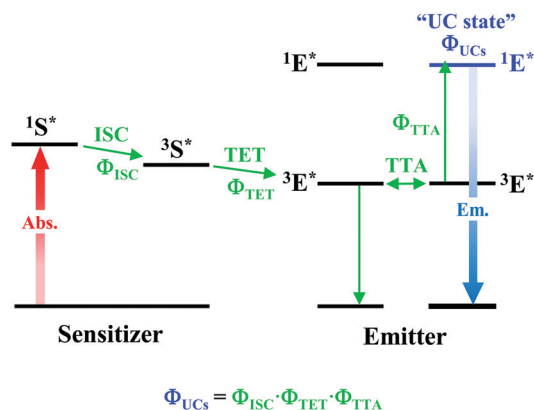 “UC state”
Φ_UCs
¹E* ¹E*
¹S*
ISC
Φ_ISC
³S*
TET
Φ_TET
Φ_TTA
TTA
³E* ³E*
Abs.
Em.
Sensitizer Emitter
Φ_UCs = Φ_ISC·Φ_TET·Φ_TTA